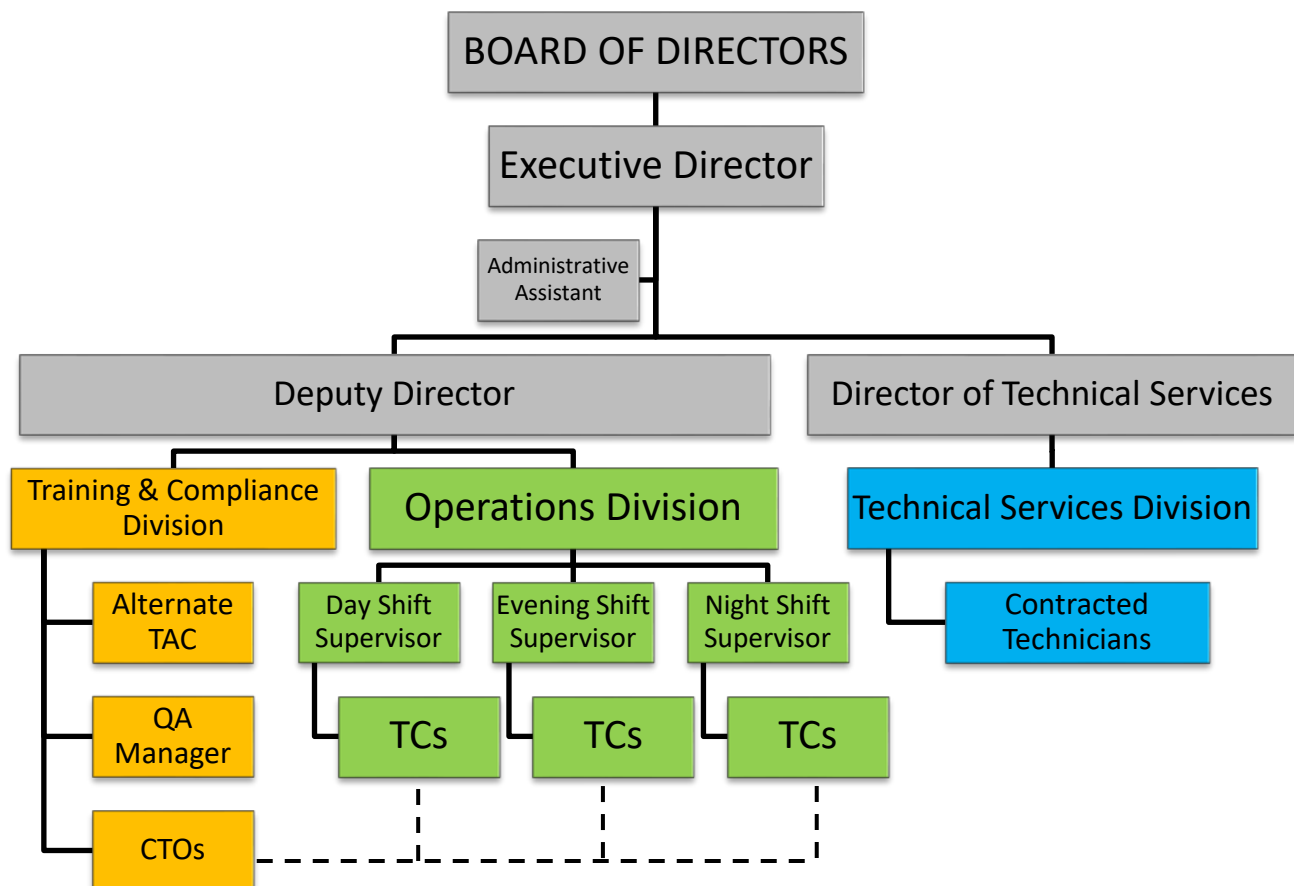 BOARD OF DIRECTORS
Executive Director
Administrative
Assistant
Deputy Director
Director of Technical Services
Training & Compliance
Division
Operations Division
Technical Services Division
Alternate
TAC
Day Shift
Supervisor
Evening Shift
Supervisor
Night Shift
Supervisor
Contracted
Technicians
QA
Manager
TCs
TCs
TCs
CTOs